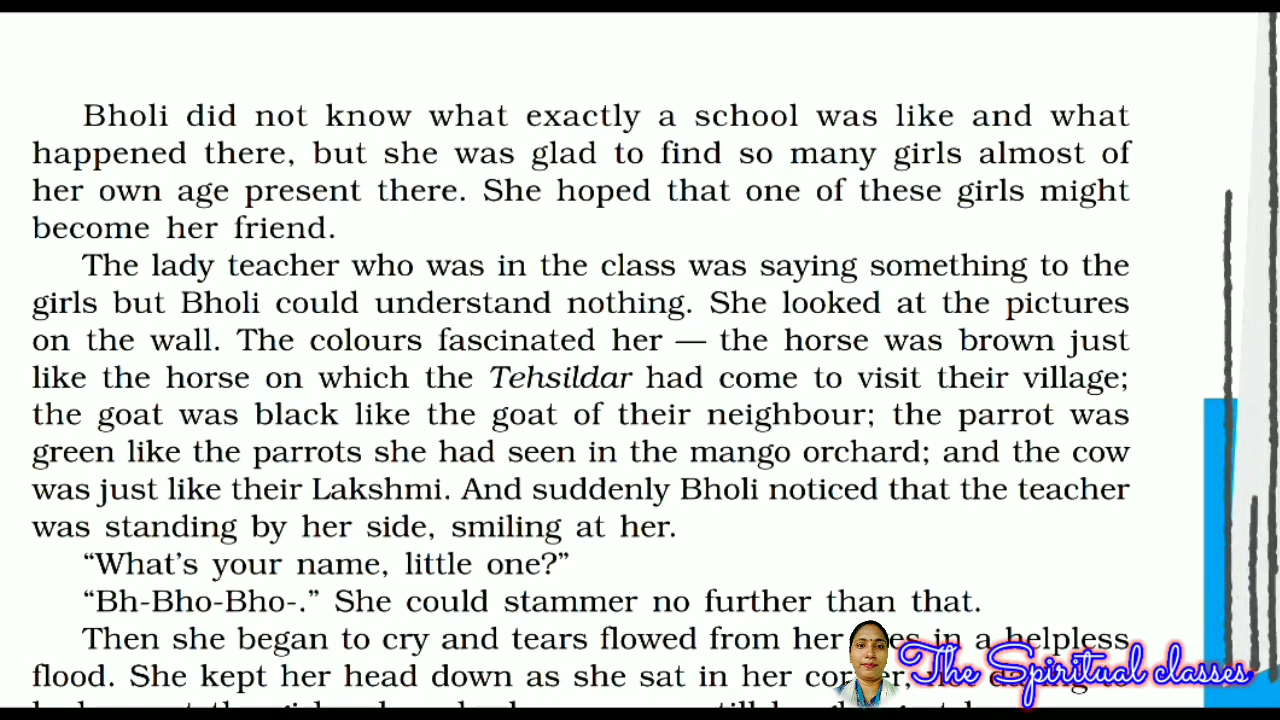 Bholi did not know what exactly a school was like and what
happened there, but she was glad to find so many girls almost of
her own age present there. She hoped that one of these girls might
become her friend.
The lady teacher who was in the class was saying something to the
girls but Bholi could understand nothing. She looked at the pictures
on the wall. The colours fascinated her — the horse was brown just
like the horse on which the Tehsildar had come to visit their village;
the goat was black like the goat of their neighbour; the parrot was
green like the parrots she had seen in the mango orchard; and the cow
was just like their Lakshmi. And suddenly Bholi noticed that the teacher
was standing by her side, smiling at her.
“What’s your name, little one?”
“Bh-Bho-Bho-.” She could stammer no further than that.
Then she began to cry and tears flowed from her in a helpless
flood. She kept her head down as she sat in her
The Spiritual classes